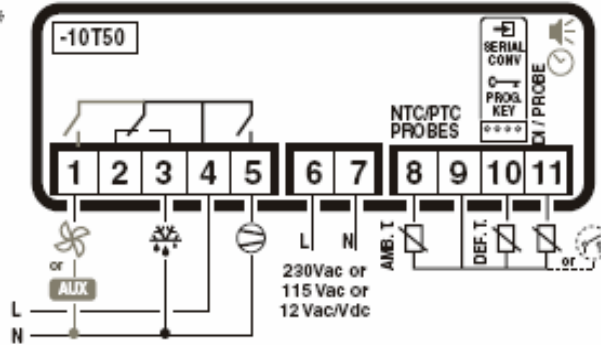 -10T50
SERIAL
CONV
PROG.
KEY
NTC/PTC
PROBES
DI / PROBE
1 2 3 4 5 6 7 8 9 10 11
or
AUX
L
N
L N
230Vac or
115 Vac or
12 Vac/Vdc
AMB. T.
DEF. T.
or